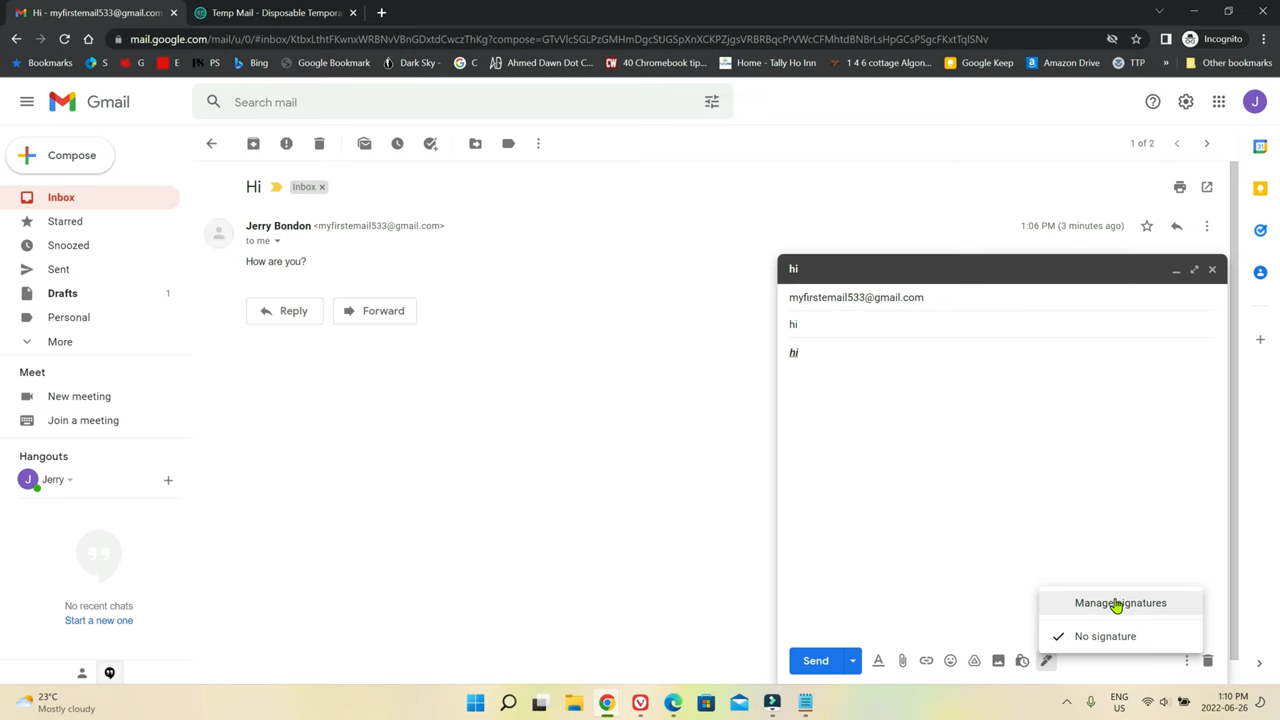 Hi - myfirstemail533@gmail.com
Temp Mail - Disposable Tempora
mail.google.com/mail/u/0/#inbox/
Incognito
Bookmarks
S
G
E
PS
Bing
Google Bookmark
Dark Sky -
C
Ahmed Dawn Dot C...
40 Chromebook tip...
Home - Tally Ho Inn
1 4 6 cottage Algon...
Google Keep
Amazon Drive
TTP
»
Other bookmarks
Gmail
Search mail
J
Compose
1 of 2
Inbox
Hi
Inbox x
Starred
Jerry Bondon <myfirstemail533@gmail.com>
1:06 PM (3 minutes ago)
to me
Snoozed
How are you?
Sent
hi
Drafts
1
myfirstemail533@gmail.com
Personal
Reply
Forward
hi
More
hi
Meet
New meeting
Join a meeting
Hangouts
J
Jerry
No recent chats
Start a new one
Manage signatures
No signature
Send
23°C
Mostly cloudy
ENG
US
1:10 PM
2022-06-26